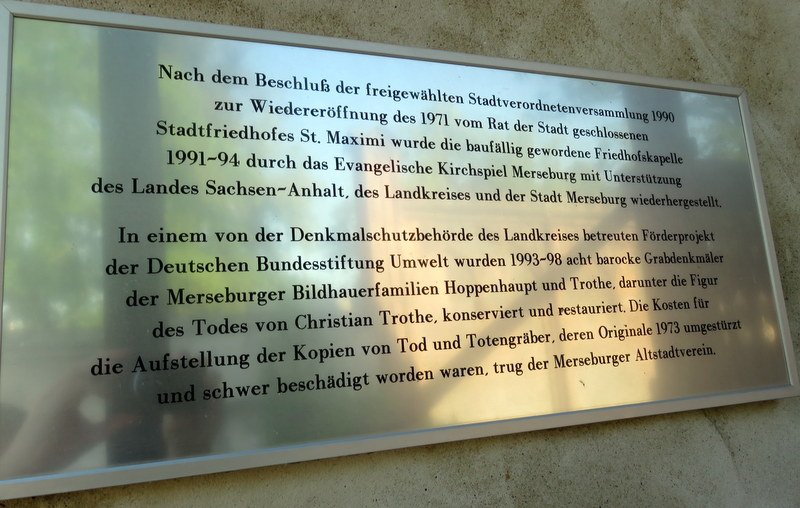 Nach dem Beschluß der freigewählten Stadtverordnetenversammlung 1990
zur Wiedereröffnung des 1971 vom Rat der Stadt geschlossenen
Stadtfriedhofes St. Maximi wurde die baufällig gewordene Friedhofskapelle
1991-94 durch das Evangelische Kirchspiel Merseburg mit Unterstützung
des Landes Sachsen-Anhalt, des Landkreises und der Stadt Merseburg wiederhergestellt.
In einem von der Denkmalschutzbehörde des Landkreises betreuten Förderprojekt
der Deutschen Bundesstiftung Umwelt wurden 1993-98 acht barocke Grabdenkmäler
der Merseburger Bildhauerfamilien Hoppenhaupt und Trothe, darunter die Figur
des Todes von Christian Trothe, konserviert und restauriert. Die Kosten für
die Aufstellung der Kopien von Tod und Totengräber, deren Originale 1973 umgestürzt
und schwer beschädigt worden waren, trug der Merseburger Altstadtverein.